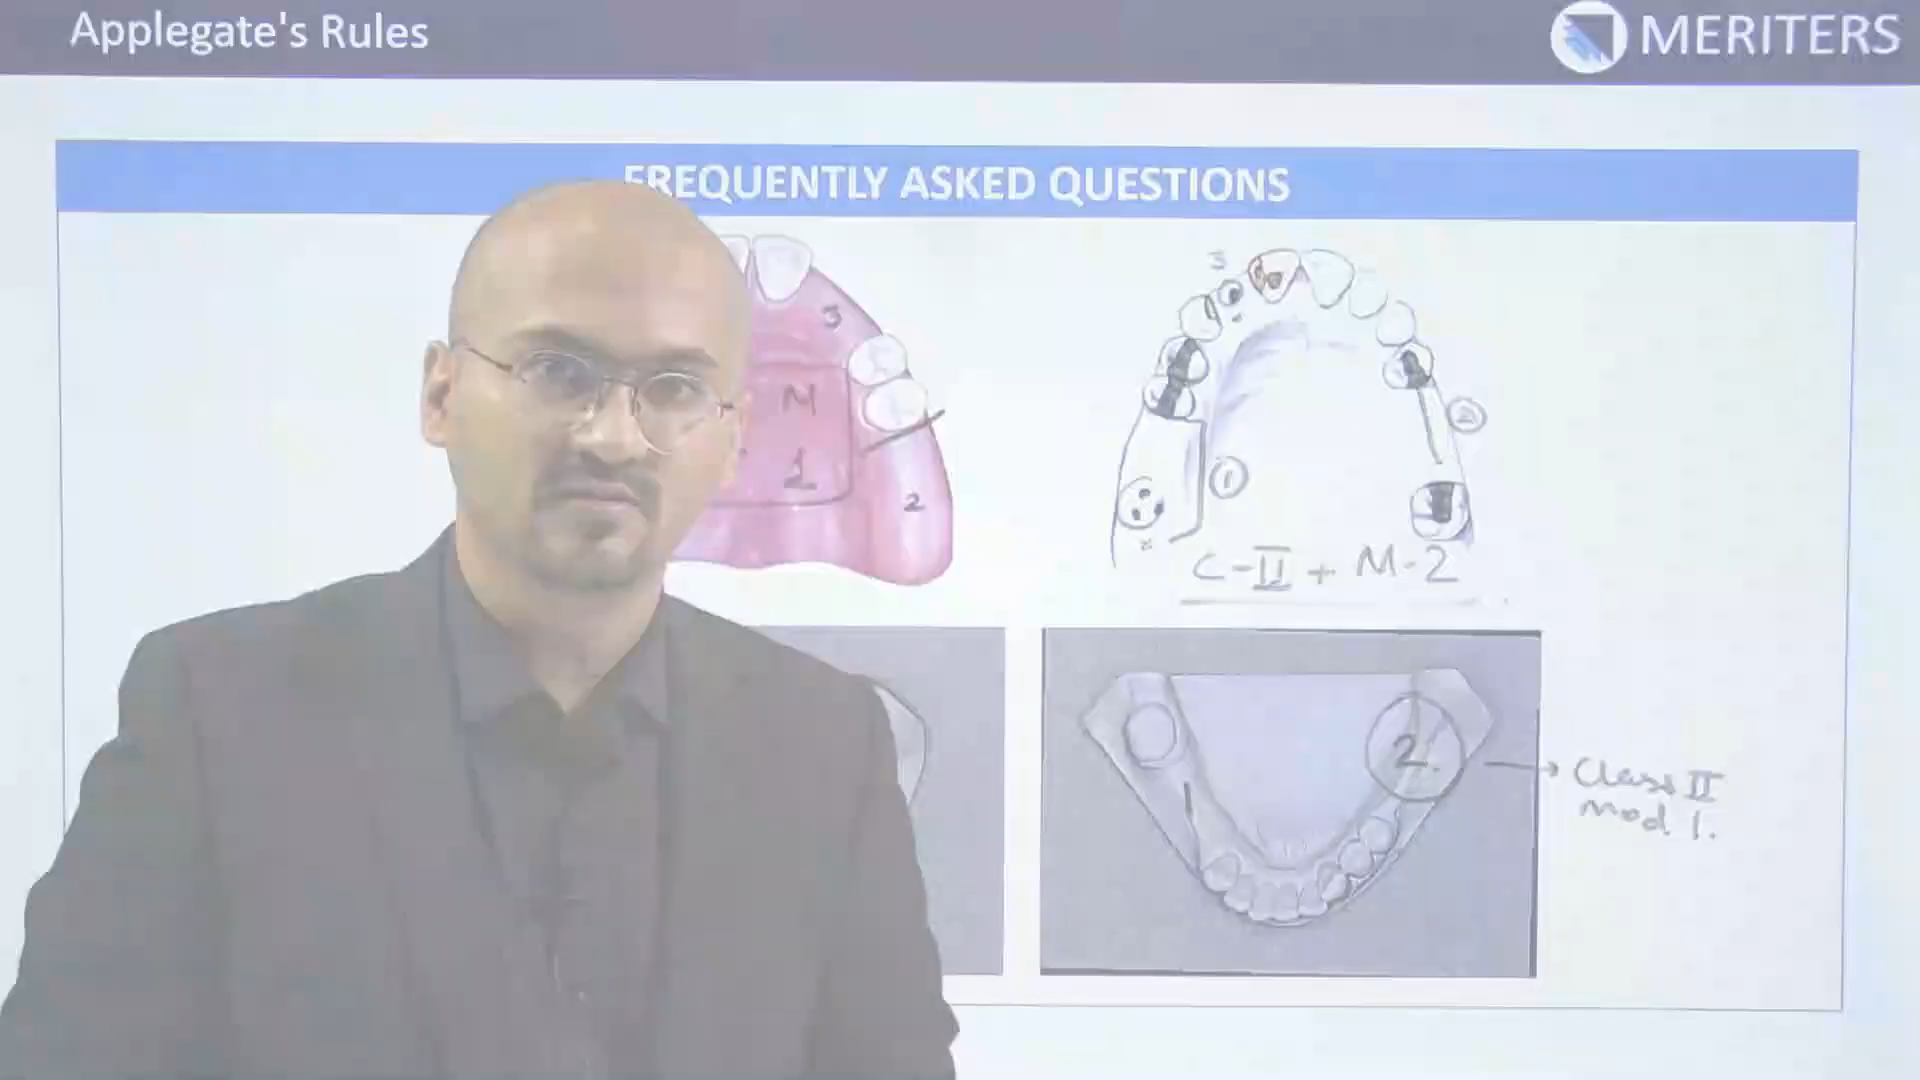 Applegate's Rules
MERITERS
FREQUENTLY ASKED QUESTIONS
3
M
1
2
3
2
1
C-II + M-2
1
2.
Class II
mod 1.